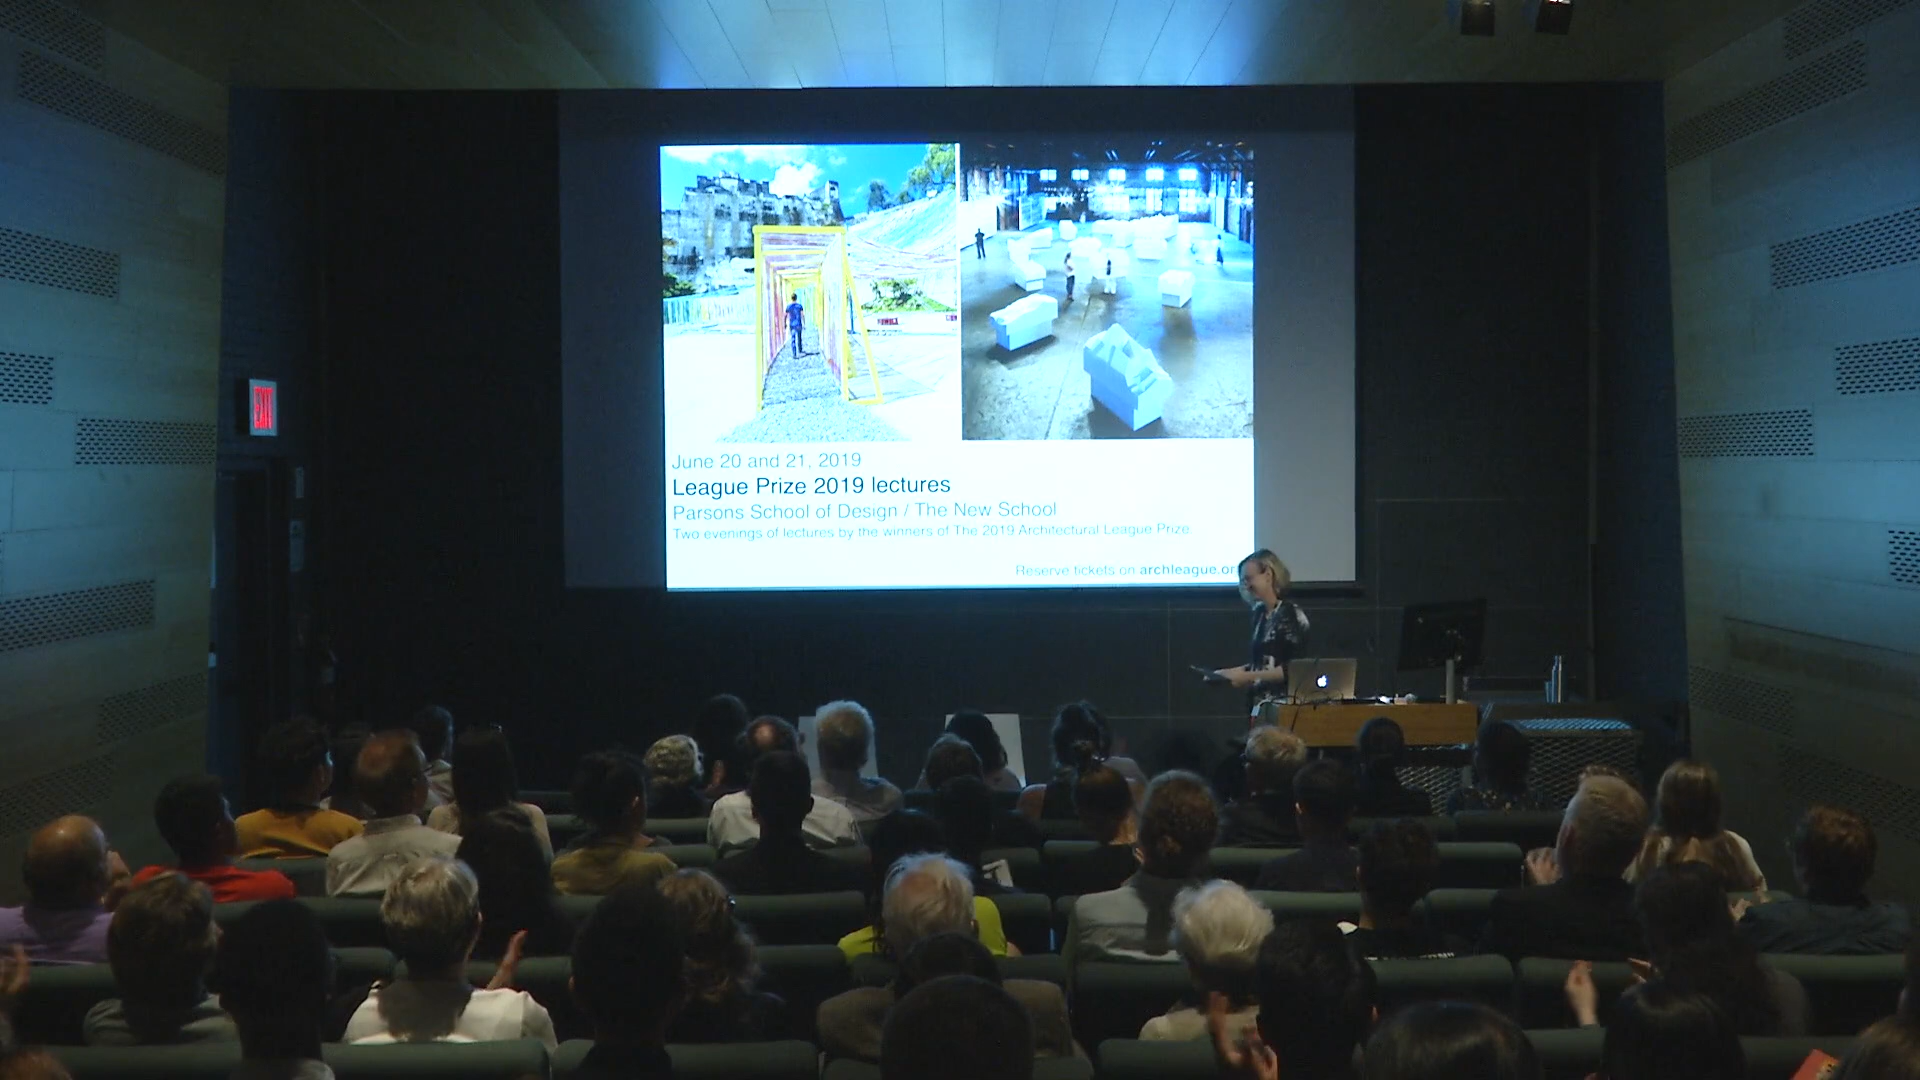 EXIT
June 20 and 21, 2019
League Prize 2019 lectures
Parsons School of Design / The New School
Two evenings of lectures by the winners of The 2019 Architectural League Prize.
Reserve tickets on archleague.or